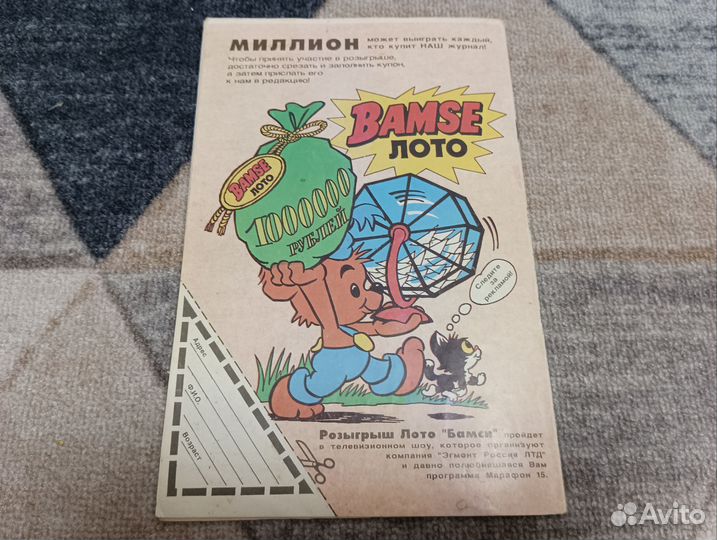 МИЛЛИОН может выиграть каждый,
кто купит НАШ журнал!
Чтобы принять участие в розыгрыше,
достаточно срезать и заполнить купон,
а затем прислать его
к нам в редакцию!
BAMSE
ЛОТО
BAMSE
ЛОТО
1000000
РУБЛЕЙ
Следите
за
рекламой!
Адрес
Ф.И.О.
Возраст
Розыгрыш Лото "Бамси" пройдет
в телевизионном шоу, которое организуют
компания "Эгмонт Россия ЛТД"
и давно полюбившаяся Вам
программа Марафон 15.
Avito